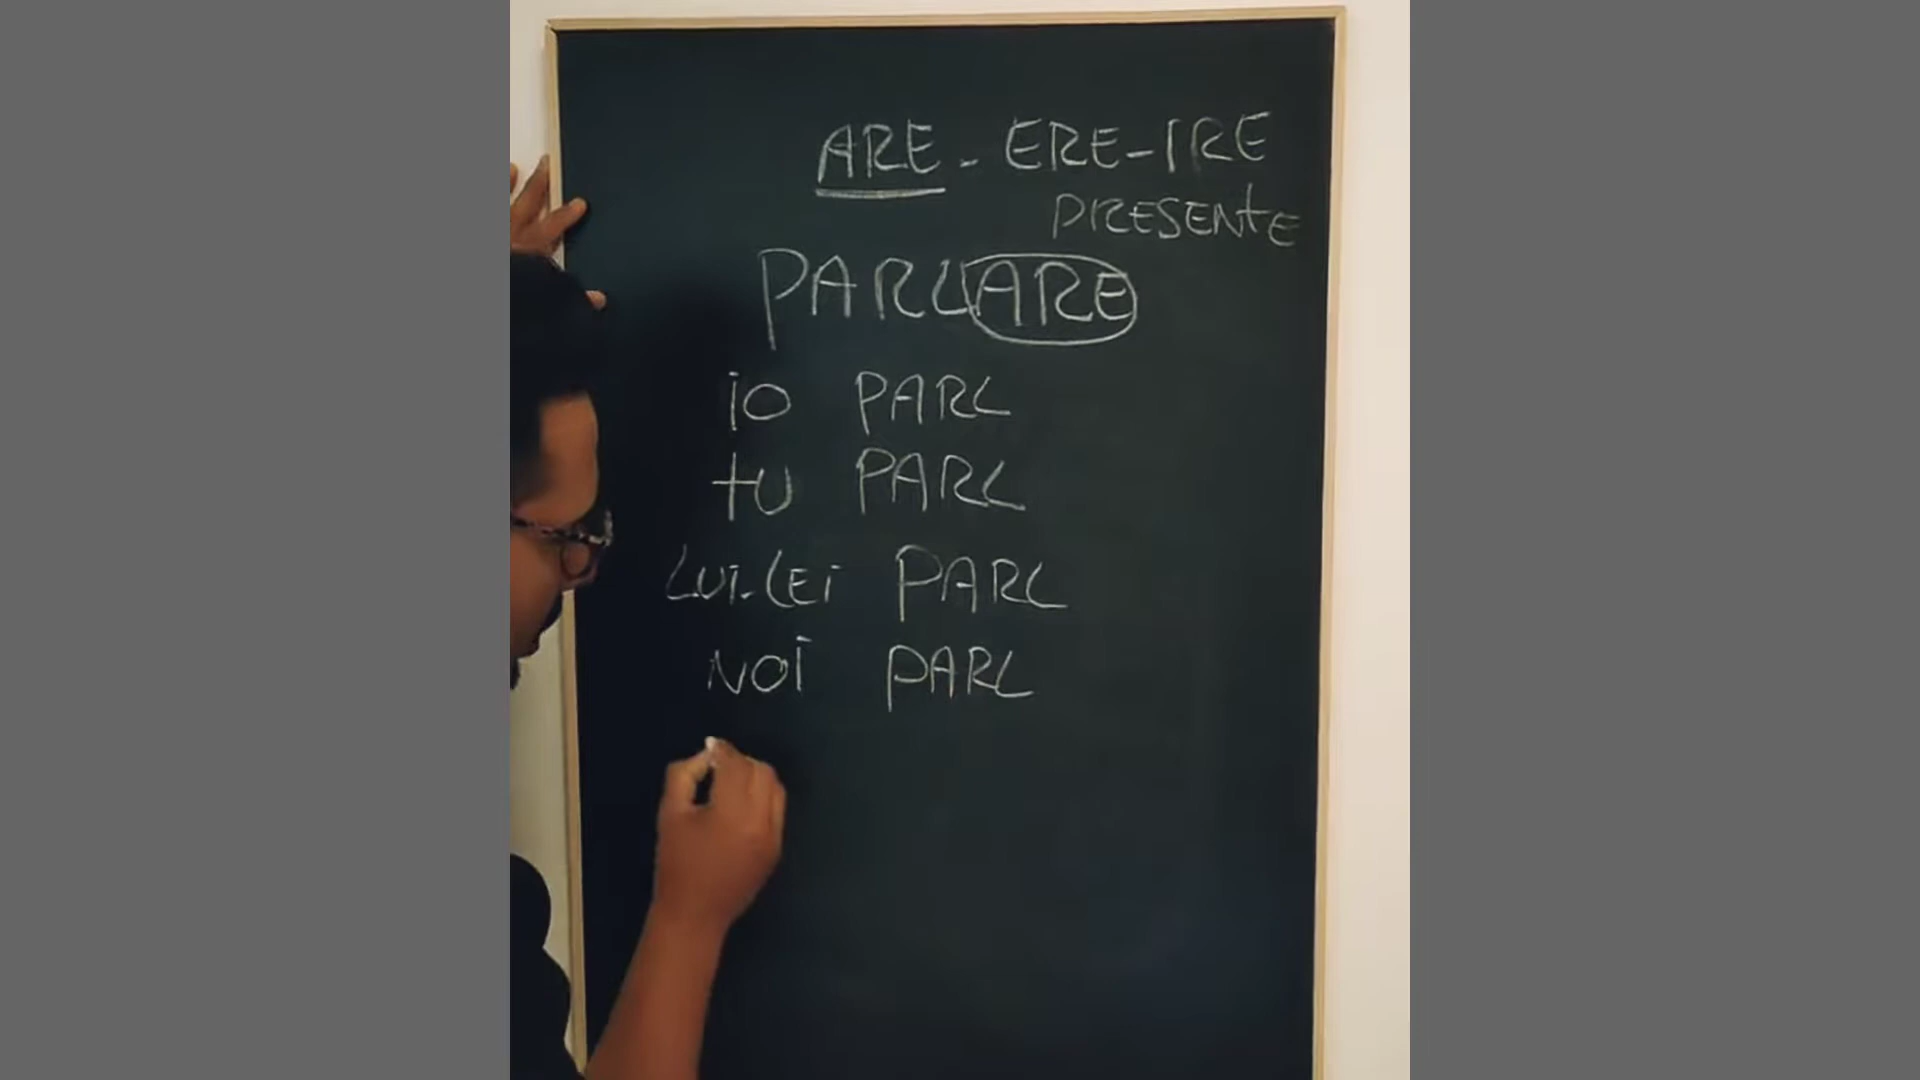 ARE - ERE - IRE
PRESENtE
PARLARE
iO PARL
tU PARL
LUi-LEi PARL
NOi PARL